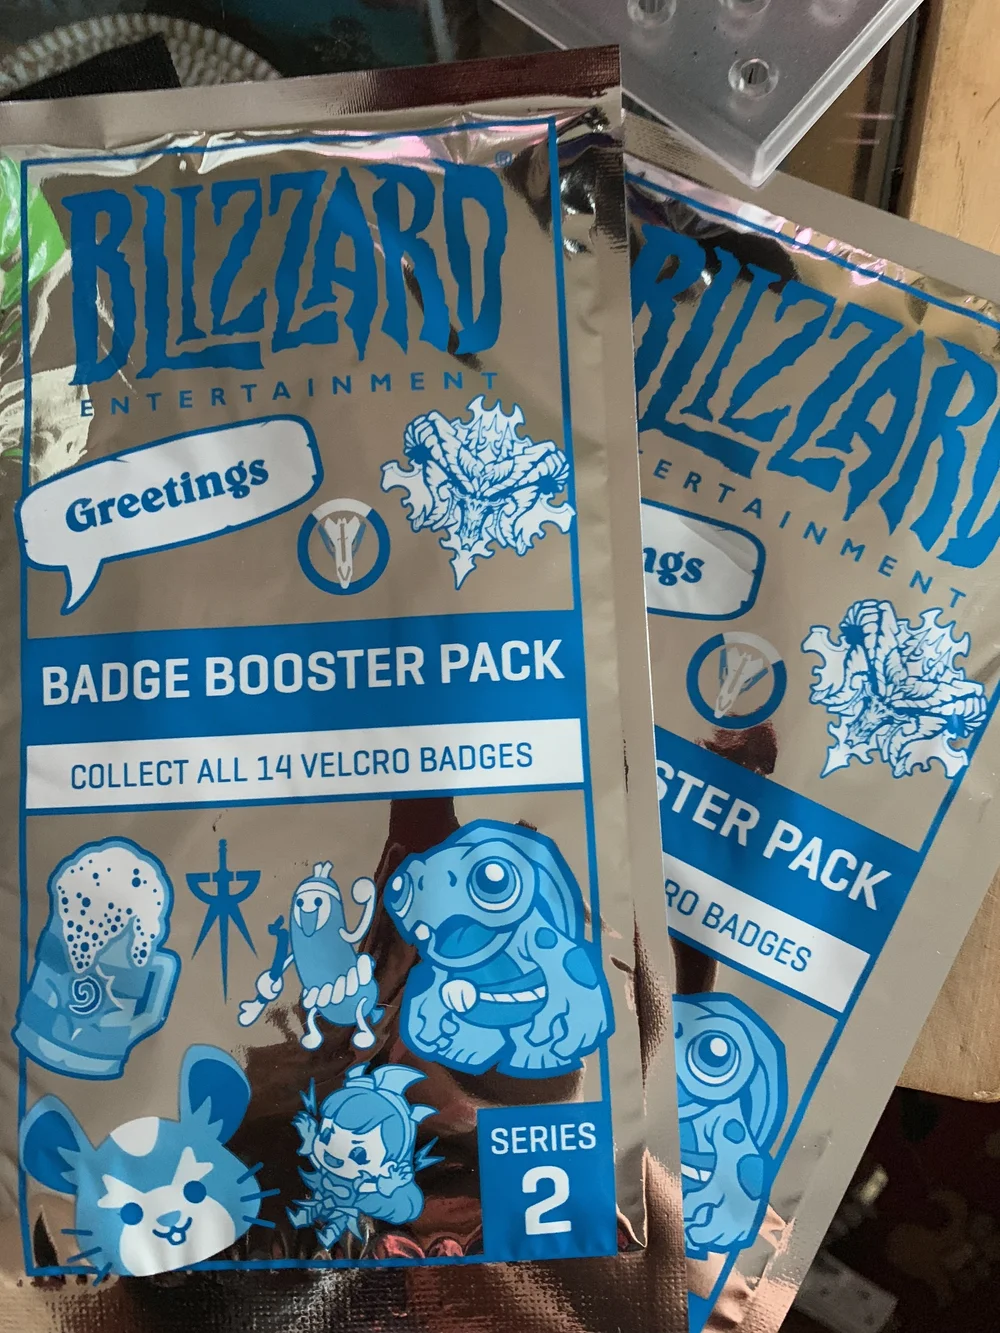 BLIZZARD®
ENTERTAINMENT
Greetings
BADGE BOOSTER PACK
COLLECT ALL 14 VELCRO BADGES
SERIES
2
BLIZZARD
ERTAINMENT
ngs
STER PACK
RO BADGES